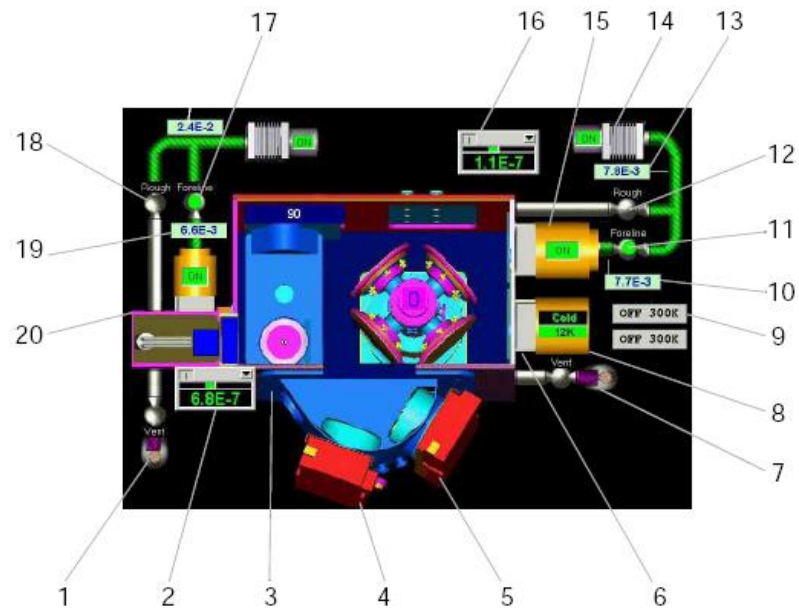 17
16
15
14
13
2.4E-2
ON
1.1E-7
ON
7.8E-3
18
12
Rough
Foreline
Rough
90
Foreline
19
6.6E-3
11
ON
ON
7.7E-3
10
20
Cold
OFF 300K
9
12K
OFF 300K
6.8E-7
Vent
8
Vent
7
1
2
3
4
5
6